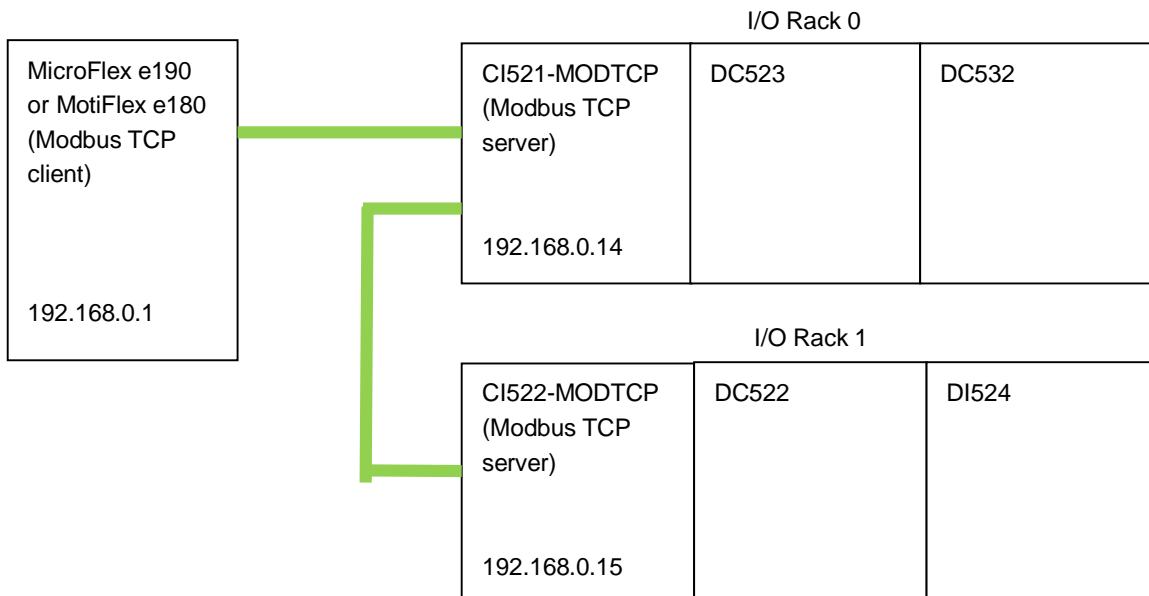 I/O Rack 0
MicroFlex e190
or MotiFlex e180
(Modbus TCP
client)
192.168.0.1
CI521-MODTCP
(Modbus TCP
server)
192.168.0.14
DC523
DC532
I/O Rack 1
CI522-MODTCP
(Modbus TCP
server)
192.168.0.15
DC522
DI524